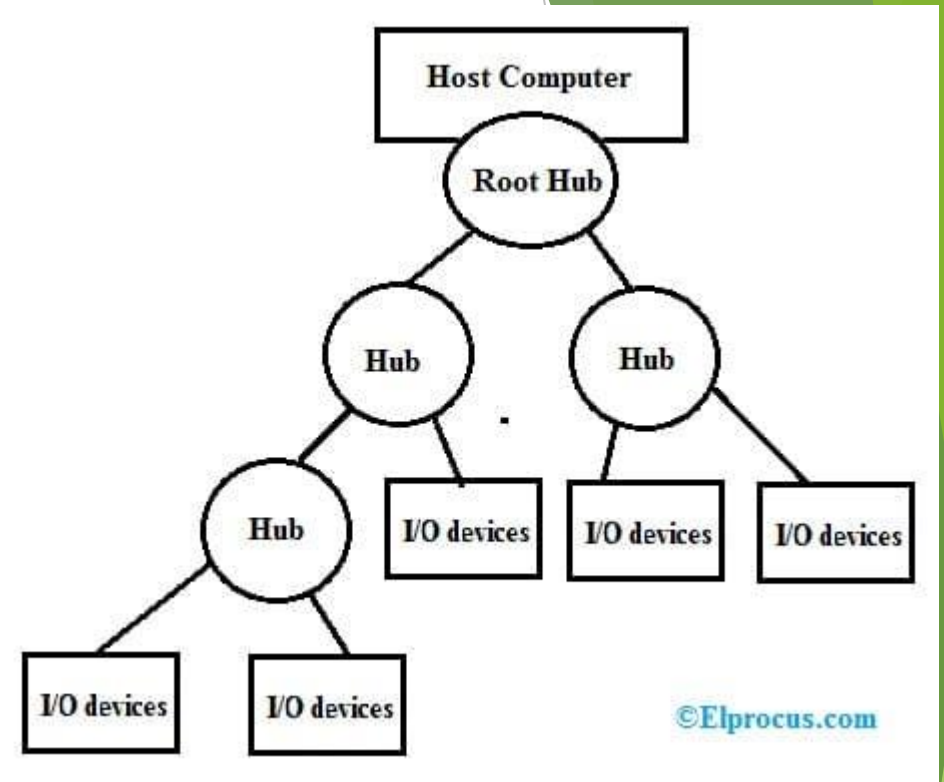 Host Computer
Root Hub
Hub
Hub
Hub
I/O devices
I/O devices
I/O devices
I/O devices
I/O devices
©Elprocus.com